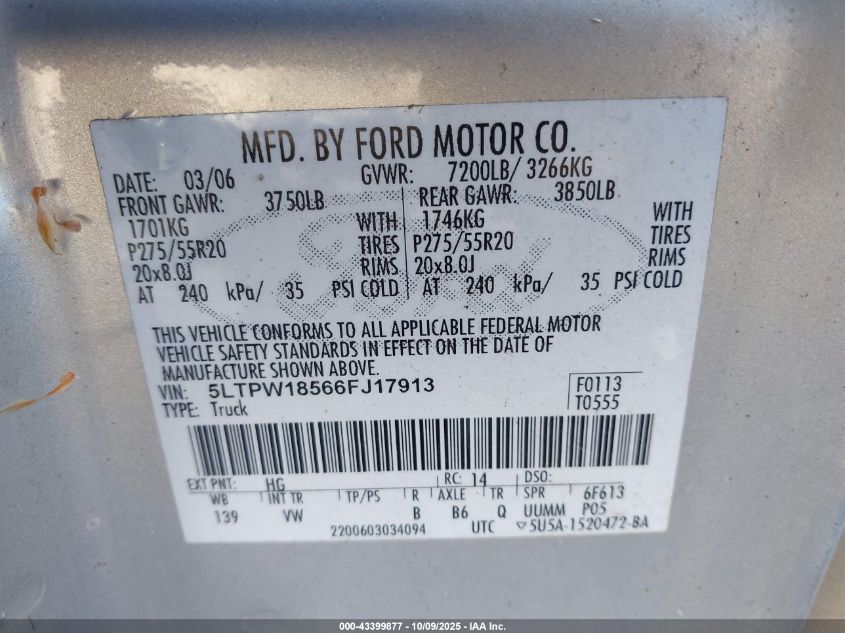 MFD. BY FORD MOTOR CO.
DATE: 03/06 GVWR: 7200LB/ 3266KG
FRONT GAWR: 3750LB REAR GAWR: 3850LB
1701KG WITH 1746KG WITH
P275/55R20 TIRES P275/55R20 TIRES
20x8.0J RIMS 20x8.0J RIMS
AT 240 kPa/ 35 PSI COLD AT 240 kPa/ 35 PSI COLD
THIS VEHICLE CONFORMS TO ALL APPLICABLE FEDERAL MOTOR
VEHICLE SAFETY STANDARDS IN EFFECT ON THE DATE OF
MANUFACTURE SHOWN ABOVE.
VIN: 5LTPW18566FJ17913 F0113
TYPE: Truck T0555
EXT PNT: HG RC: 14 DSO:
WB INT TR TP/PS R AXLE TR SPR 6F613
139 VW B B6 Q UUMM POS
2200603034094 UTC 5U5A-1520472-BA
000-43399877 - 10/09/2025 - IAA Inc.